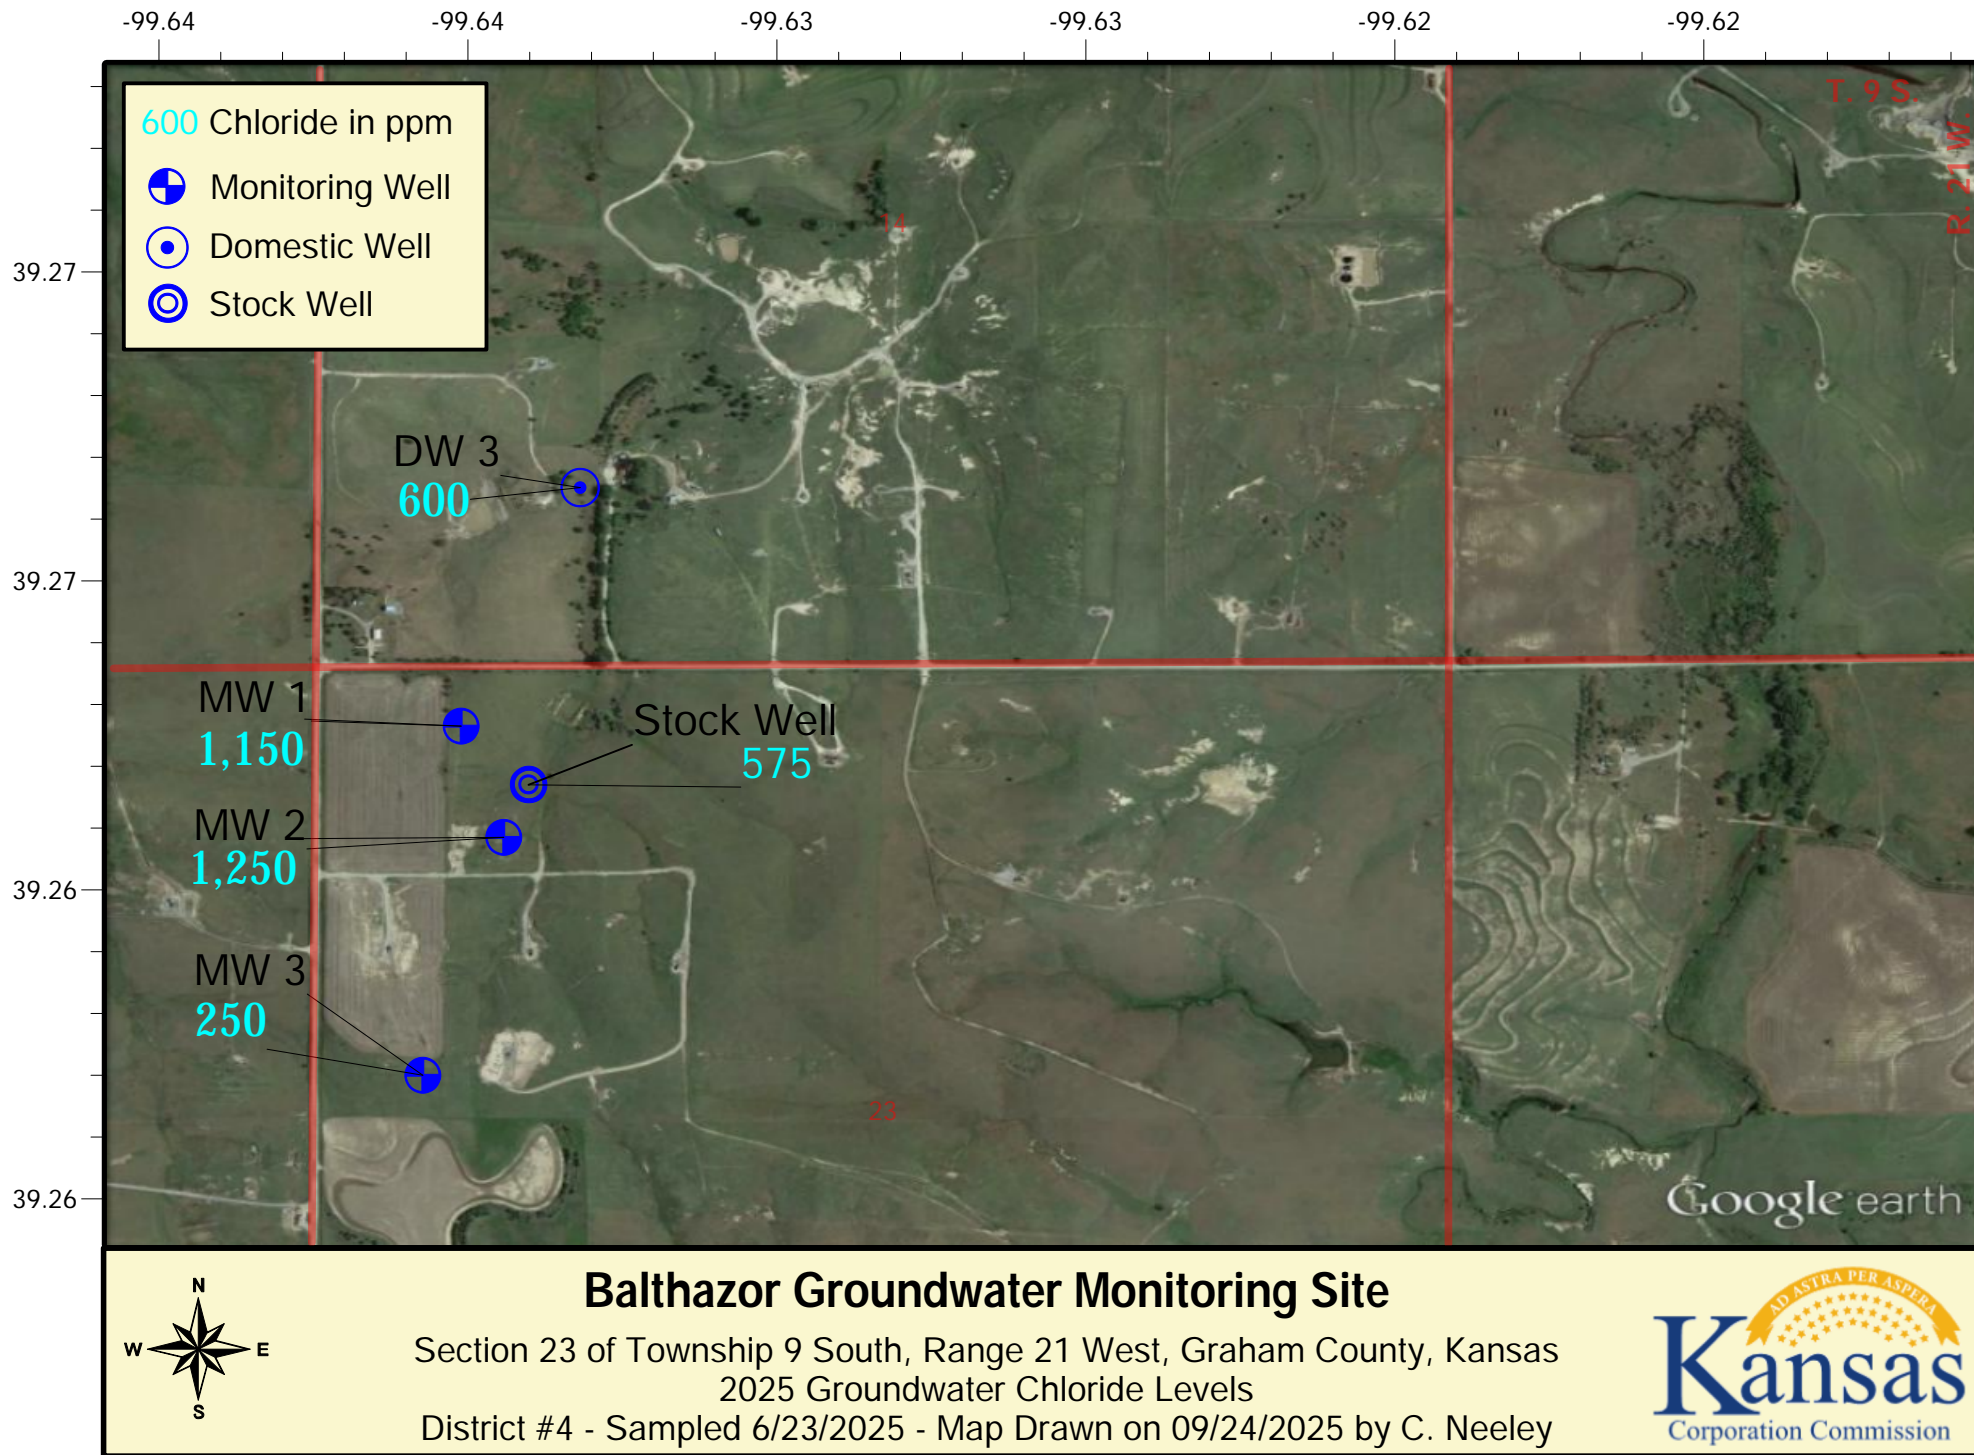 -99.64 -99.64 -99.63 -99.63 -99.62 -99.62
39.27
39.27
39.26
39.26
600 Chloride in ppm
Monitoring Well
Domestic Well
Stock Well
T. 9 S.
R. 21 W.
14
DW 3
600
MW 1
1,150
Stock Well
575
MW 2
1,250
MW 3
250
23
Google earth
N
W E
S
Balthazor Groundwater Monitoring Site
Section 23 of Township 9 South, Range 21 West, Graham County, Kansas
2025 Groundwater Chloride Levels
District #4 - Sampled 6/23/2025 - Map Drawn on 09/24/2025 by C. Neeley
AD ASTRA PER ASPERA
Kansas
Corporation Commission